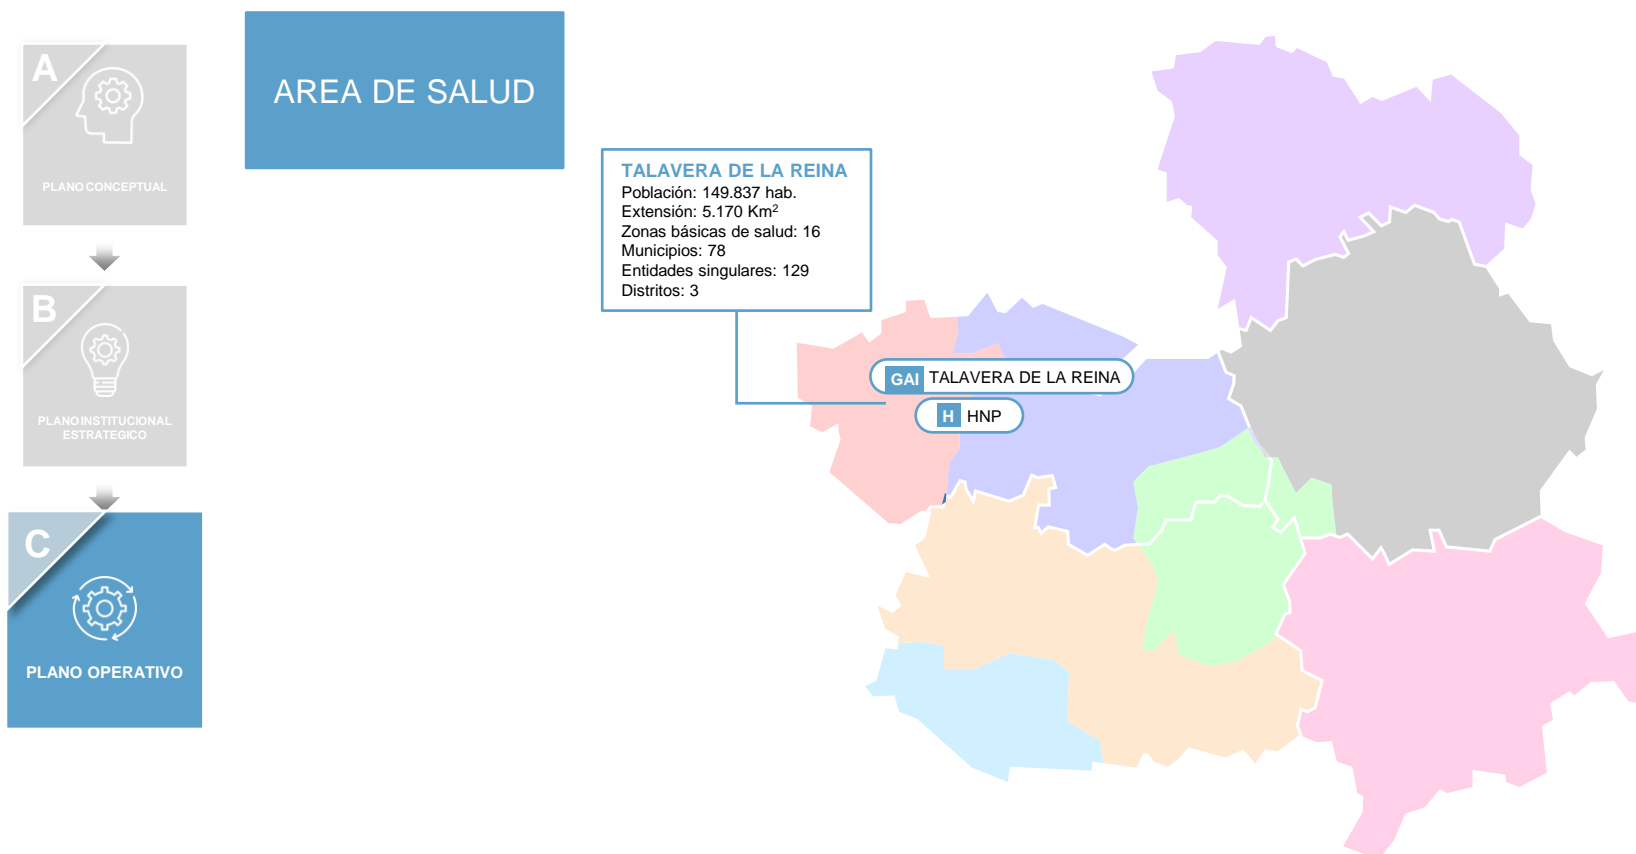 A
PLANO CONCEPTUAL
B
PLANO INSTITUCIONAL
ESTRATEGICO
C
PLANO OPERATIVO
AREA DE SALUD
TALAVERA DE LA REINA
Población: 149.837 hab.
Extensión: 5.170 Km²
Zonas básicas de salud: 16
Municipios: 78
Entidades singulares: 129
Distritos: 3
GAI TALAVERA DE LA REINA
H HNP